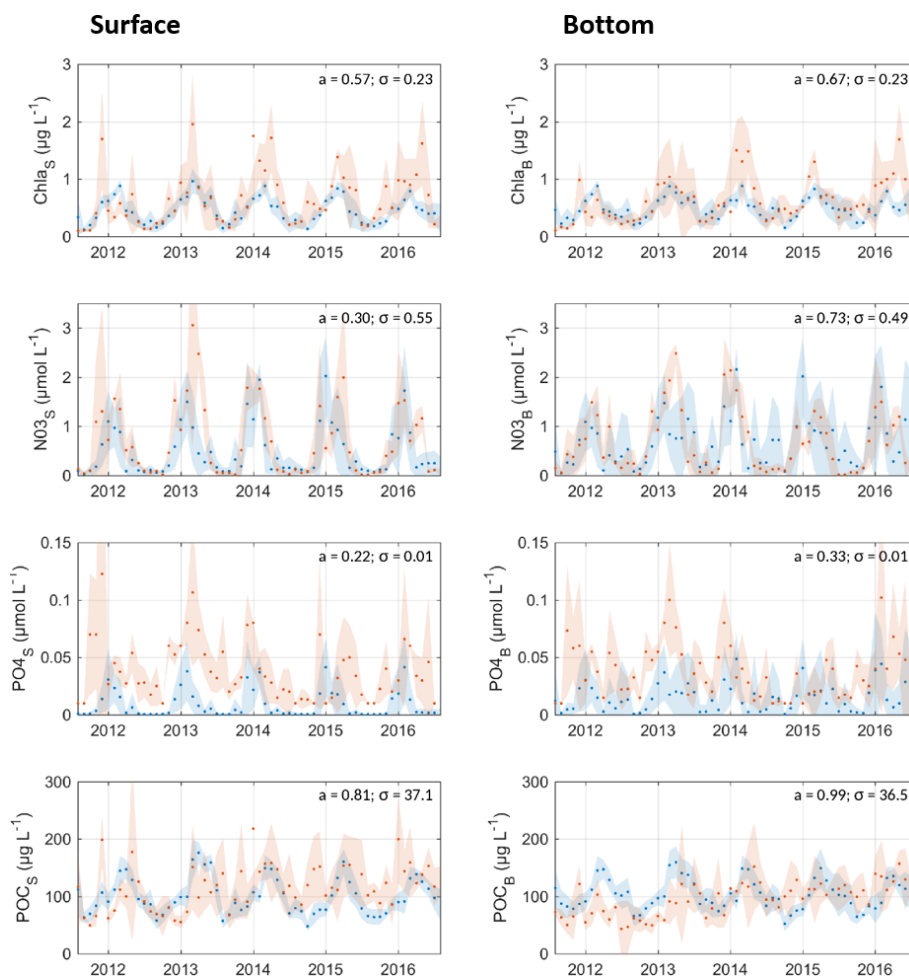 Surface Bottom
3
2
1
0
Chla_S (µg L⁻¹)
a = 0.57; σ = 0.23
2012 2013 2014 2015 2016
3
2
1
0
Chla_B (µg L⁻¹)
a = 0.67; σ = 0.23
2012 2013 2014 2015 2016
3
2
1
0
N03_S (µmol L⁻¹)
a = 0.30; σ = 0.55
2012 2013 2014 2015 2016
3
2
1
0
N03_B (µmol L⁻¹)
a = 0.73; σ = 0.49
2012 2013 2014 2015 2016
0.15
0.1
0.05
0
PO4_S (µmol L⁻¹)
a = 0.22; σ = 0.01
2012 2013 2014 2015 2016
0.15
0.1
0.05
0
PO4_B (µmol L⁻¹)
a = 0.33; σ = 0.01
2012 2013 2014 2015 2016
300
200
100
0
POC_S (µg L⁻¹)
a = 0.81; σ = 37.1
2012 2013 2014 2015 2016
300
200
100
0
POC_B (µg L⁻¹)
a = 0.99; σ = 36.5
2012 2013 2014 2015 2016